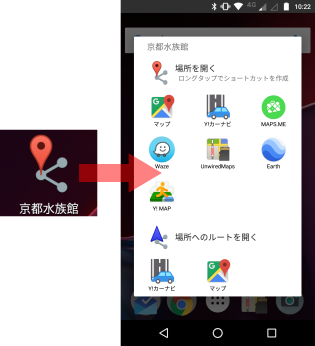 京都水族館
4G 10:22
京都水族館
場所を開く
ロングタップでショートカットを作成
マップ
Y!カーナビ
MAPS.ME
Waze
UnwiredMaps
Earth
Y! MAP
場所へのルートを開く
Y!カーナビ
マップ